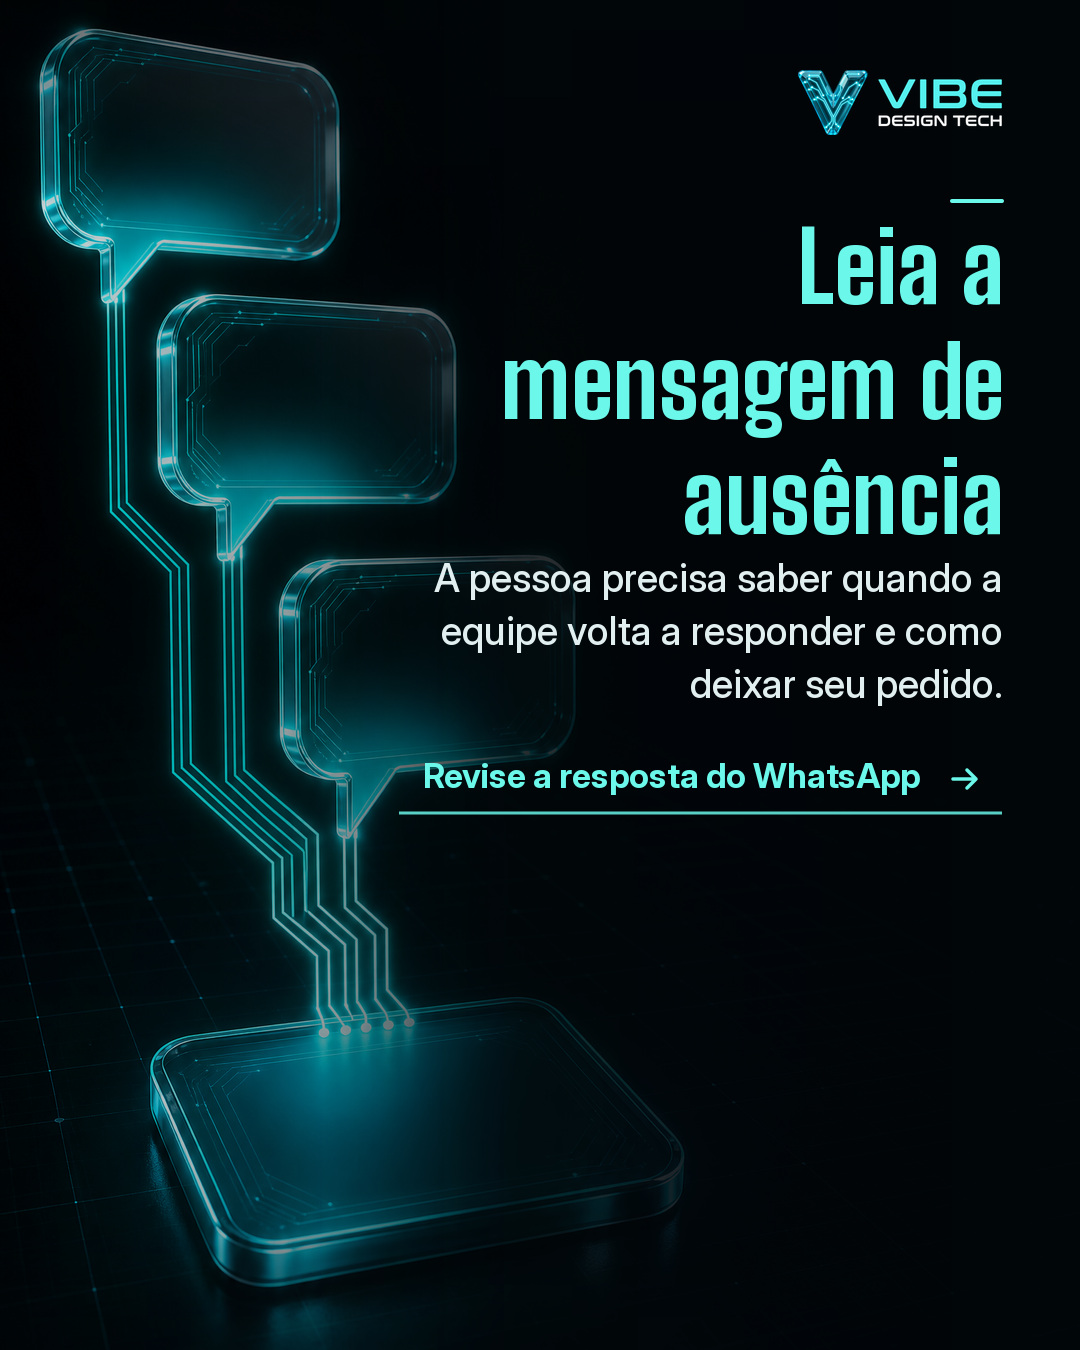 VIBE
DESIGN TECH
Leia a
mensagem de
ausência
A pessoa precisa saber quando a
equipe volta a responder e como
deixar seu pedido.
Revise a resposta do WhatsApp →